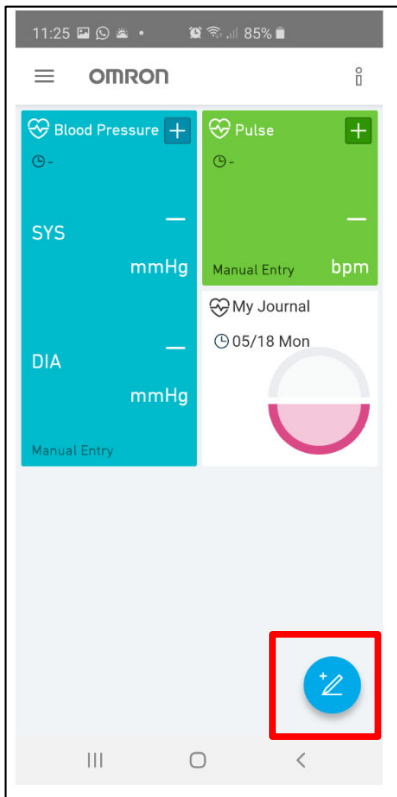 11:25 85%
OMRON
Blood Pressure +
-
SYS
—
mmHg
DIA
—
mmHg
Manual Entry
Pulse +
-
—
Manual Entry bpm
My Journal
05/18 Mon